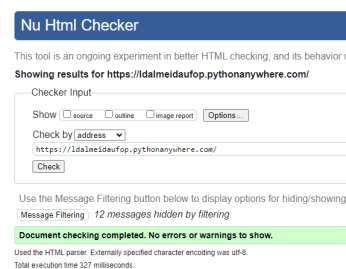 Nu Html Checker
This tool is an ongoing experiment in better HTML checking, and its behavior
Showing results for https://ldalmeidaufop.pythonanywhere.com/
Checker Input
Show source outline image report Options...
Check by address
https://ldalmeidaufop.pythonanywhere.com/
Check
Use the Message Filtering button below to display options for hiding/showing
Message Filtering 12 messages hidden by filtering
Document checking completed. No errors or warnings to show.
Used the HTML parser. Externally specified character encoding was utf-8.
Total execution time 327 milliseconds.